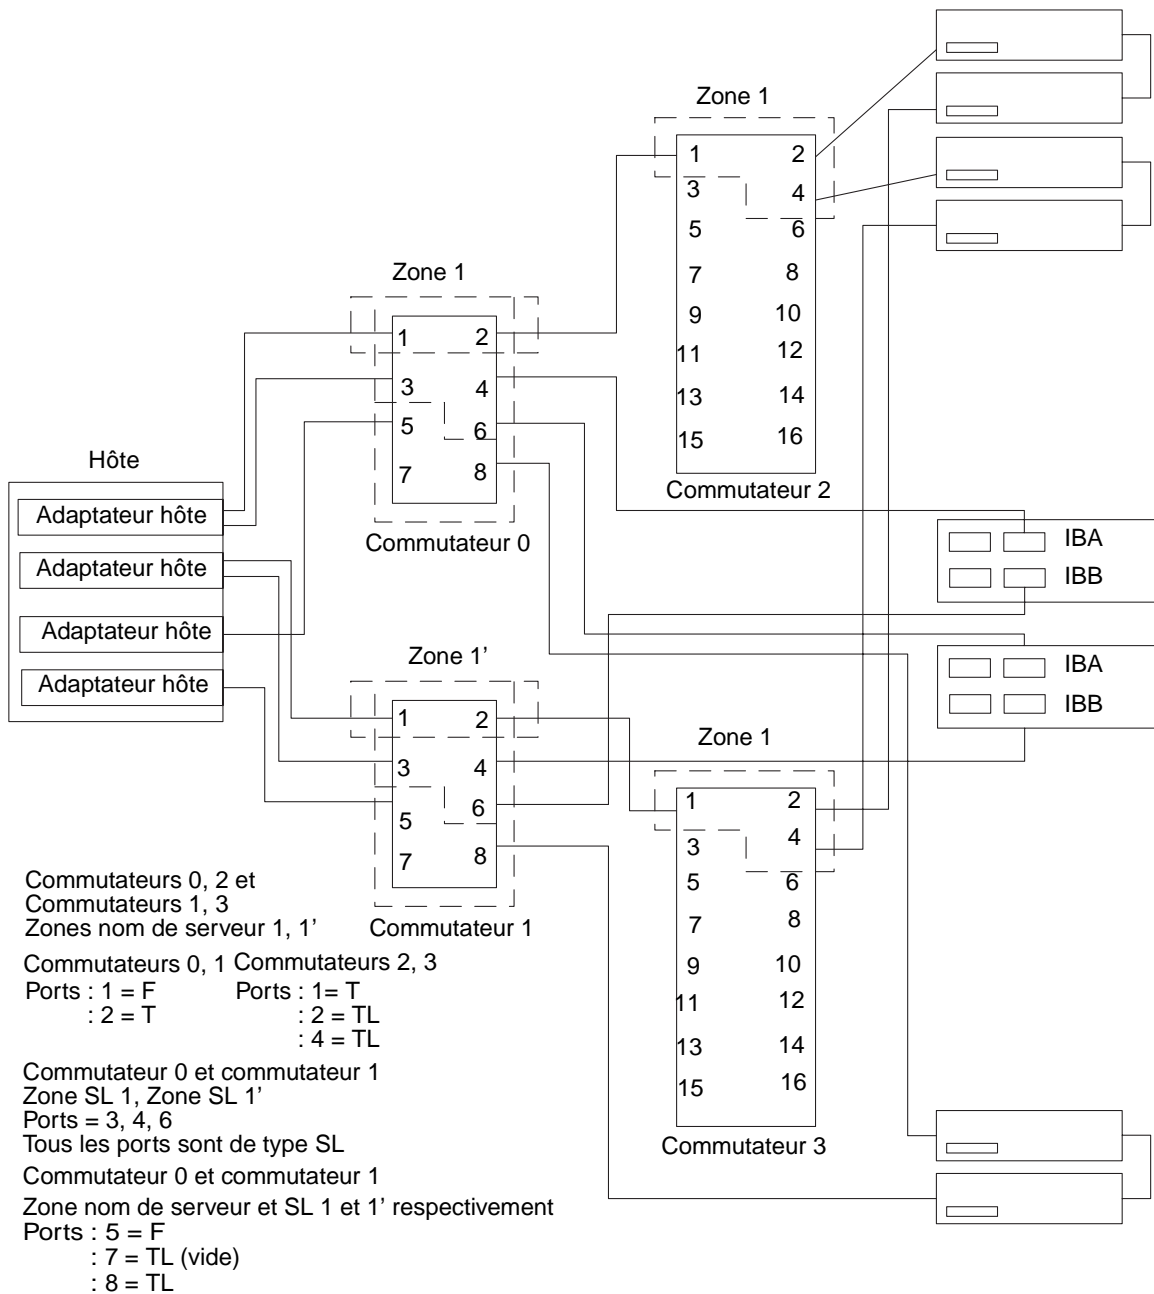 Zone 1
1 2
3 4
5 6
7 8
9 10
11 12
13 14
15 16
Commutateur 2
Zone 1
1 2
3 4
5 6
7 8
Commutateur 0
Hôte
Adaptateur hôte
Adaptateur hôte
Adaptateur hôte
Adaptateur hôte
IBA
IBB
IBA
IBB
Zone 1’
1 2
3 4
5 6
7 8
Commutateur 1
Zone 1
1 2
3 4
5 6
7 8
9 10
11 12
13 14
15 16
Commutateur 3
Commutateurs 0, 2 et
Commutateurs 1, 3
Zones nom de serveur 1, 1’
Commutateurs 0, 1
Ports : 1 = F
: 2 = T
Commutateurs 2, 3
Ports : 1= T
: 2 = TL
: 4 = TL
Commutateur 0 et commutateur 1
Zone SL 1, Zone SL 1’
Ports = 3, 4, 6
Tous les ports sont de type SL
Commutateur 0 et commutateur 1
Zone nom de serveur et SL 1 et 1’ respectivement
Ports : 5 = F
: 7 = TL (vide)
: 8 = TL